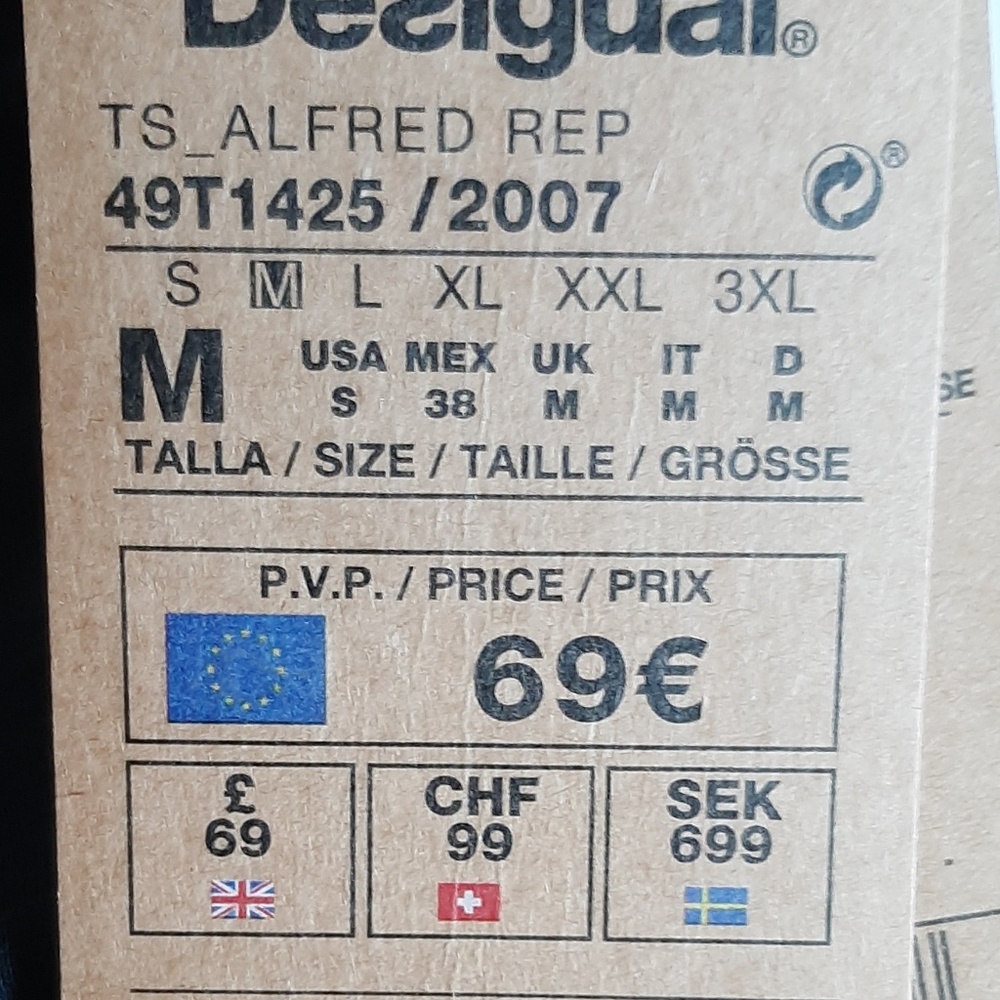 Desigual®
TS_ALFRED REP
49T1425 / 2007
®
S M L XL XXL 3XL
M
USA MEX UK IT D
S 38 M M M
TALLA / SIZE / TAILLE / GRÖSSE
P.V.P. / PRICE / PRIX
69€
£ CHF SEK
69 99 699
SE